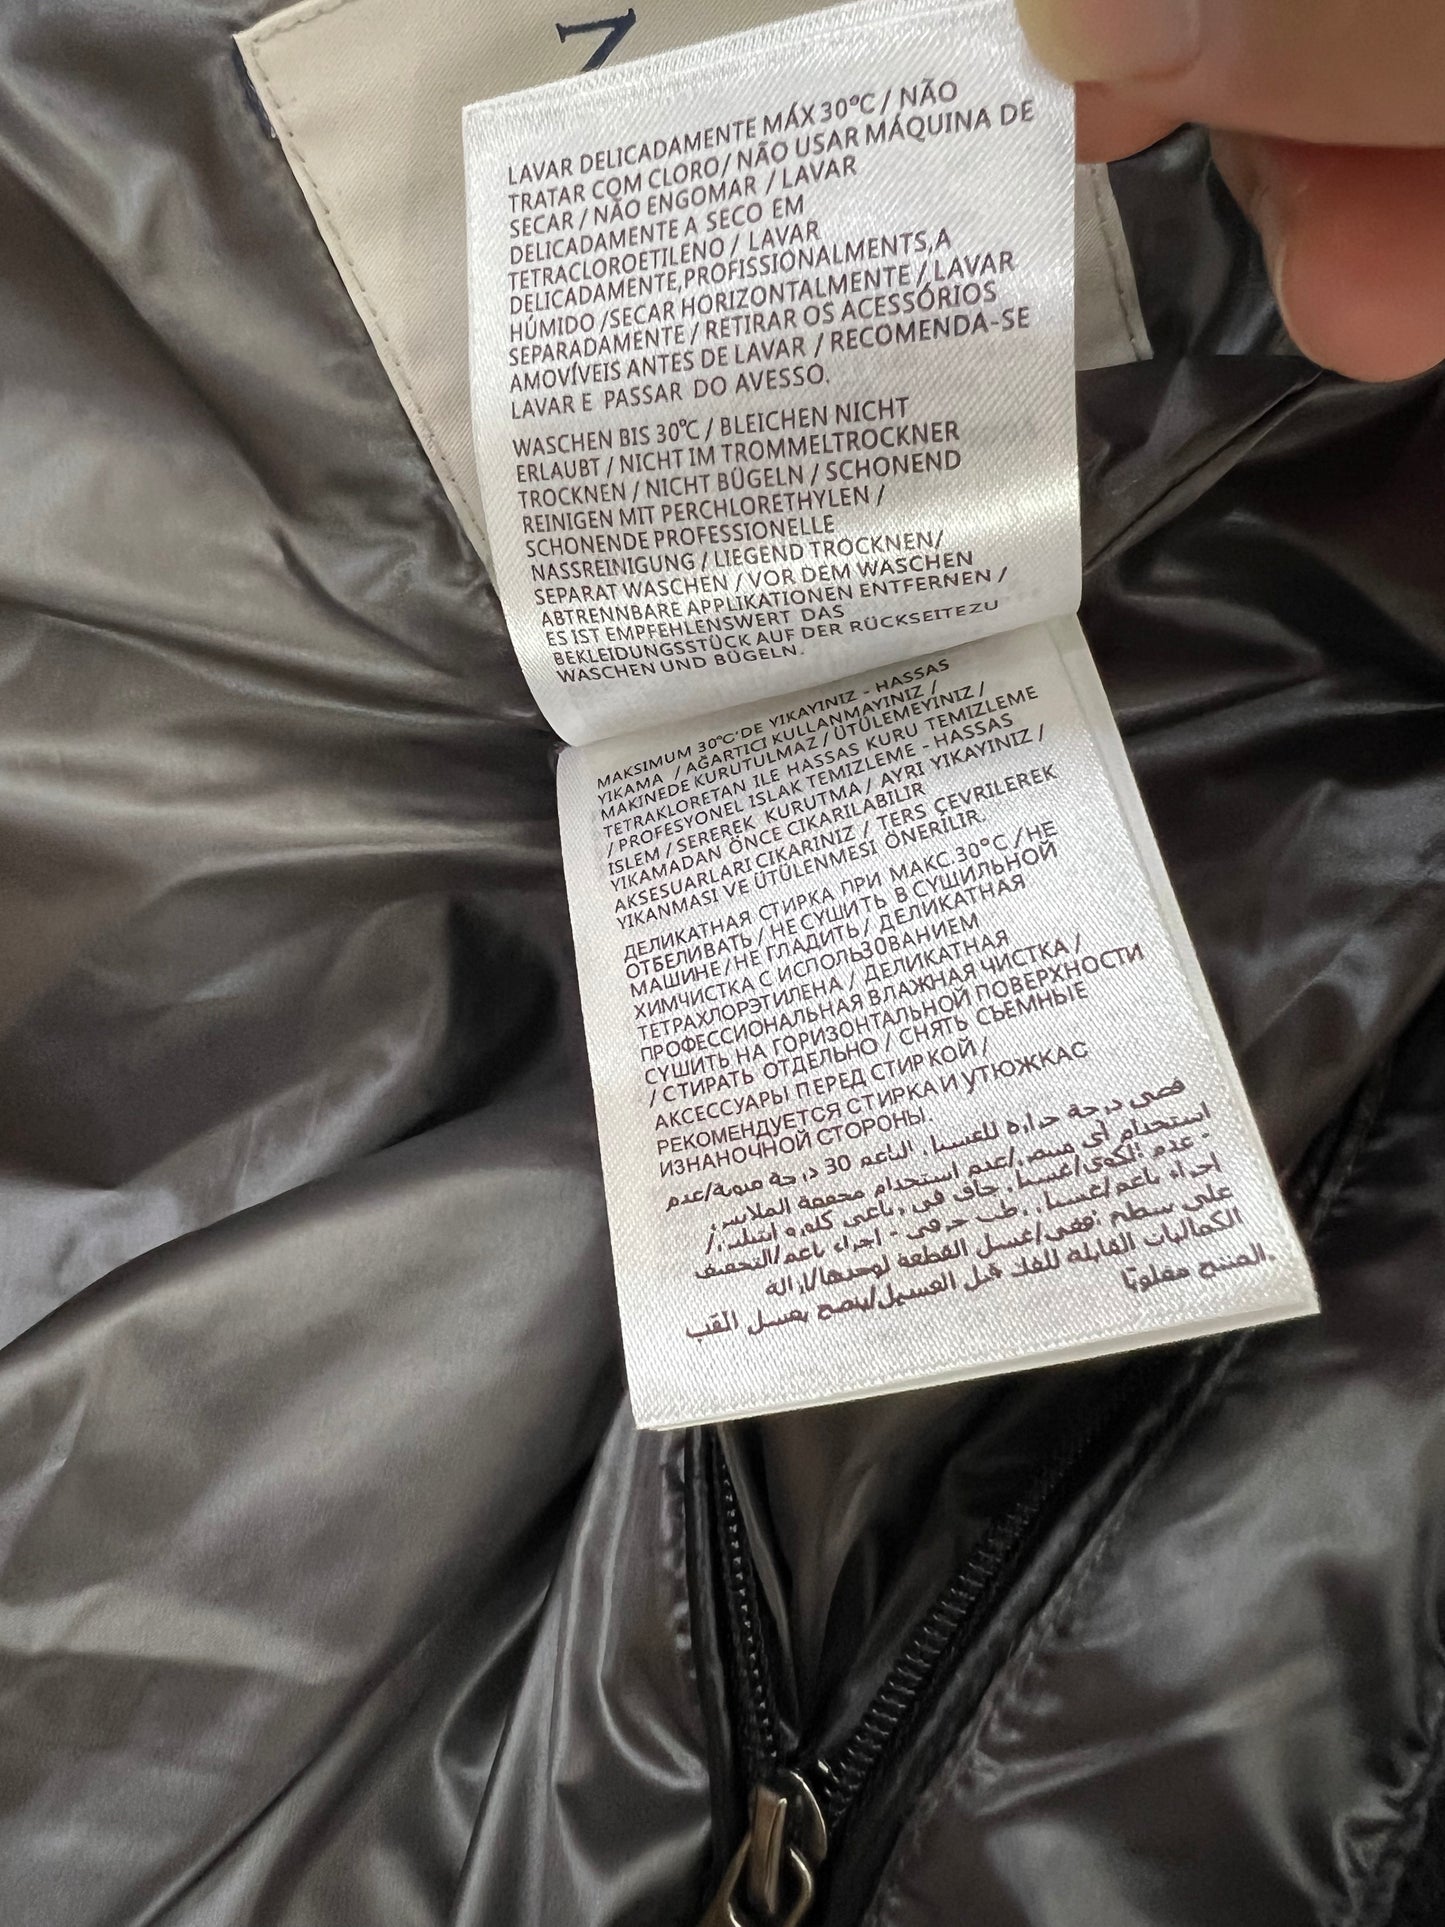 LAVAR DELICADAMENTE MÁX 30°C / NÃO
TRATAR COM CLORO / NÃO USAR MÁQUINA DE
SECAR / NÃO ENGOMAR / LAVAR
DELICADAMENTE A SECO EM
TETRACLOROETILENO / LAVAR
DELICADAMENTE,PROFISSIONALMENTS,A
HÚMIDO /SECAR HORIZONTALMENTE / LAVAR
SEPARADAMENTE / RETIRAR OS ACESSÓRIOS
AMOVÍVEIS ANTES DE LAVAR / RECOMENDA-SE
LAVAR E PASSAR DO AVESSO.
WASCHEN BIS 30°C / BLEICHEN NICHT
ERLAUBT / NICHT IM TROMMELTROCKNER
TROCKNEN / NICHT BÜGELN / SCHONEND
REINIGEN MIT PERCHLORETHYLEN /
SCHONENDE PROFESSIONELLE
NASSREINIGUNG / LIEGEND TROCKNEN/
SEPARAT WASCHEN / VOR DEM WASCHEN
ABTRENNBARE APPLIKATIONEN ENTFERNEN /
ES IST EMPFEHLENSWERT DAS
BEKLEIDUNGSSTÜCK AUF DER RÜCKSEITEZU
WASCHEN UND BÜGELN.
MAKSIMUM 30°C'DE YIKAYINIZ - HASSAS
YIKAMA / AĞARTICI KULLANMAYINIZ /
MAKINEDE KURUTULMAZ / ÜTÜLEMEYINIZ /
TETRAKLORETAN ILE HASSAS KURU TEMIZLEME
/ PROFESYONEL ISLAK TEMIZLEME - HASSAS
ISLEM / SEREREK KURUTMA / AYRI YIKAYINIZ /
YIKAMADAN ÖNCE CIKARILABILIR
AKSESUARLARI CIKARINIZ / TERS ÇEVRILEREK
YIKANMASI VE ÜTÜLENMESI ÖNERİLIR.
ДЕЛИКАТНАЯ СТИРКА ПРИ МАКС.30°C /НЕ
ОТБЕЛИВАТЬ / НЕ СУШИТЬ В СУШИЛЬНОЙ
МАШИНЕ/ НЕ ГЛАДИТЬ / ДЕЛИКАТНАЯ
ХИМЧИСТКА С ИСПОЛЬЗОВАНИЕМ
ТЕТРАХЛОРЭТИЛЕНА / ДЕЛИКАТНАЯ
ПРОФЕССИОНАЛЬНАЯ ВЛАЖНАЯ ЧИСТКА /
СУШИТЬ НА ГОРИЗОНТАЛЬНОЙ ПОВЕРХНОСТИ
/ СТИРАТЬ ОТДЕЛЬНО / СНЯТЬ СЪЕМНЫЕ
АКСЕССУАРЫ ПЕРЕД СТИРКОЙ /
РЕКОМЕНДУЕТСЯ СТИРКА И УТЮЖКАС
ИЗНАНОЧНОЙ СТОРОНЫ.